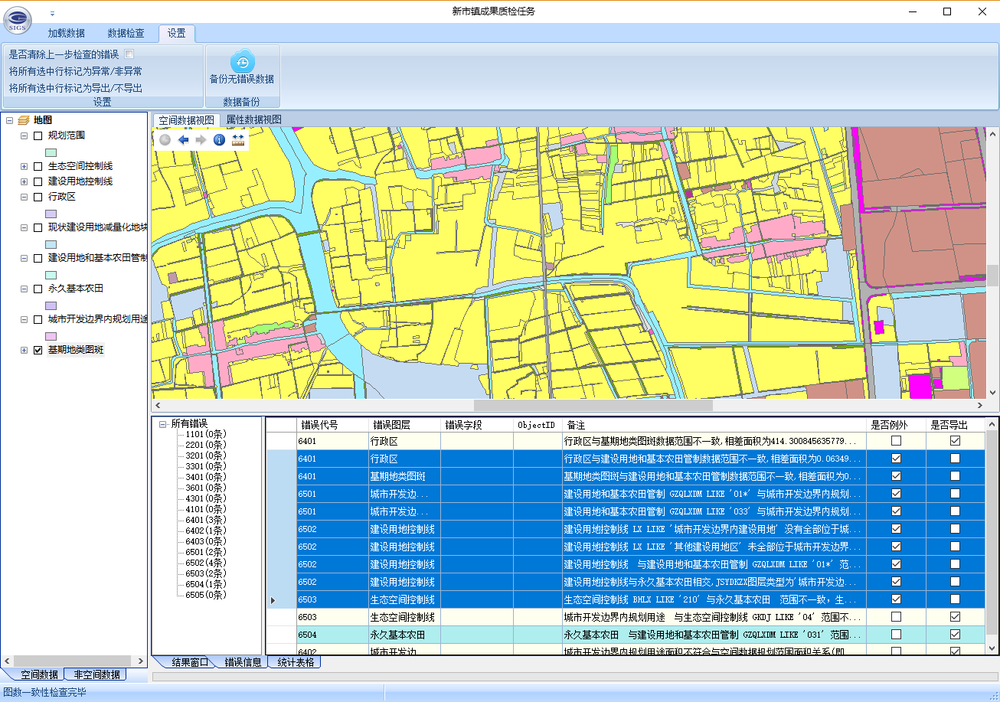 新市镇成果质检任务
SIGS
加载数据 数据检查 设置
是否清除上一步检查的错误
将所有选中行标记为异常/非异常
将所有选中行标记为导出/不导出
设置
备份无错误数据
数据备份
地图
规划范围
生态空间控制线
建设用地控制线
行政区
现状建设用地减量化地块
建设用地和基本农田管制
永久基本农田
城市开发边界内规划用途
基期地类图斑
空间数据 非空间数据
空间数据视图 属性数据视图
所有错误
1101(0条)
2201(0条)
3201(0条)
3301(0条)
3401(0条)
3601(0条)
4301(0条)
4101(0条)
6401(3条)
6402(1条)
6403(0条)
6501(2条)
6502(4条)
6503(2条)
6504(1条)
6505(0条)
错误代号 错误图层 错误字段 ObjectID 备注 是否例外 是否导出
6401 行政区 行政区与基期地类图斑数据范围不一致,相差面积为414.300845635779...
6401 行政区 行政区与建设用地和基本农田管制数据范围不一致,相差面积为0.06349...
6401 基期地类图斑 基期地类图斑与建设用地和基本农田管制数据范围不一致,相差面积为0...
6501 城市开发边... 建设用地和基本农田管制 GZQLXDM LIKE '01*' 与城市开发边界内规划...
6501 城市开发边... 建设用地和基本农田管制 GZQLXDM LIKE '033' 与城市开发边界内规划...
6502 建设用地控制线 建设用地控制线 LX LIKE '城市开发边界内建设用地' 没有全部位于城...
6502 建设用地控制线 建设用地控制线 LX LIKE '其他建设用地区' 未全部位于城市开发边界...
6502 建设用地控制线 建设用地控制线 与建设用地和基本农田管制 GZQLXDM LIKE '01*' 范...
6502 建设用地控制线 建设用地控制线与永久基本农田相交,JSYDKZX图层类型为'城市开发边...
6503 生态空间控制线 生态空间控制线 BHLX LIKE '210' 与永久基本农田 范围不一致，生...
6503 生态空间控制线 城市开发边界内规划用途 与生态空间控制线 GKDJ LIKE '04' 范围不...
6504 永久基本农田 永久基本农田 与建设用地和基本农田管制 GZQLXDM LIKE '031' 范围...
6402 城市开发边 城市开发边界内规划用途面积不符合与空间数据规划范围面积关系(即
结果窗口 错误信息 统计表格
图数一致性检查完毕